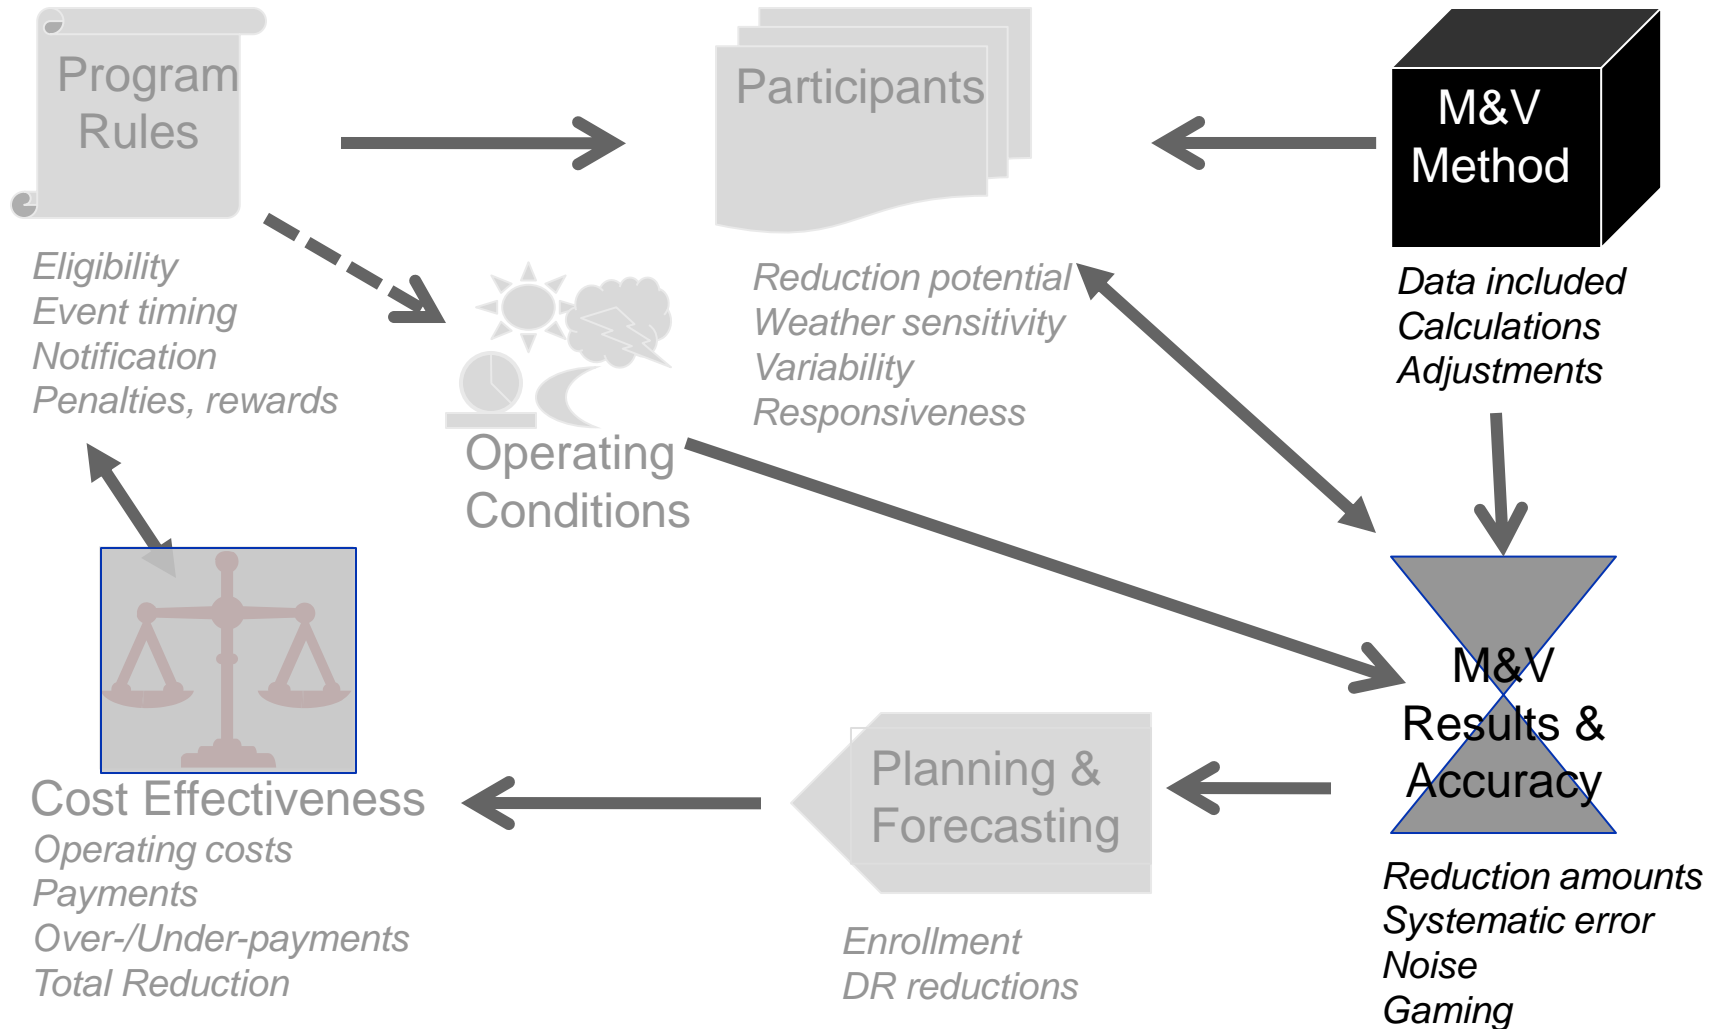 Program
Rules
Eligibility
Event timing
Notification
Penalties, rewards
Participants
Reduction potential
Weather sensitivity
Variability
Responsiveness
M&V
Method
Data included
Calculations
Adjustments
Operating
Conditions
M&V
Results &
Accuracy
Reduction amounts
Systematic error
Noise
Gaming
Planning &
Forecasting
Enrollment
DR reductions
Cost Effectiveness
Operating costs
Payments
Over-/Under-payments
Total Reduction